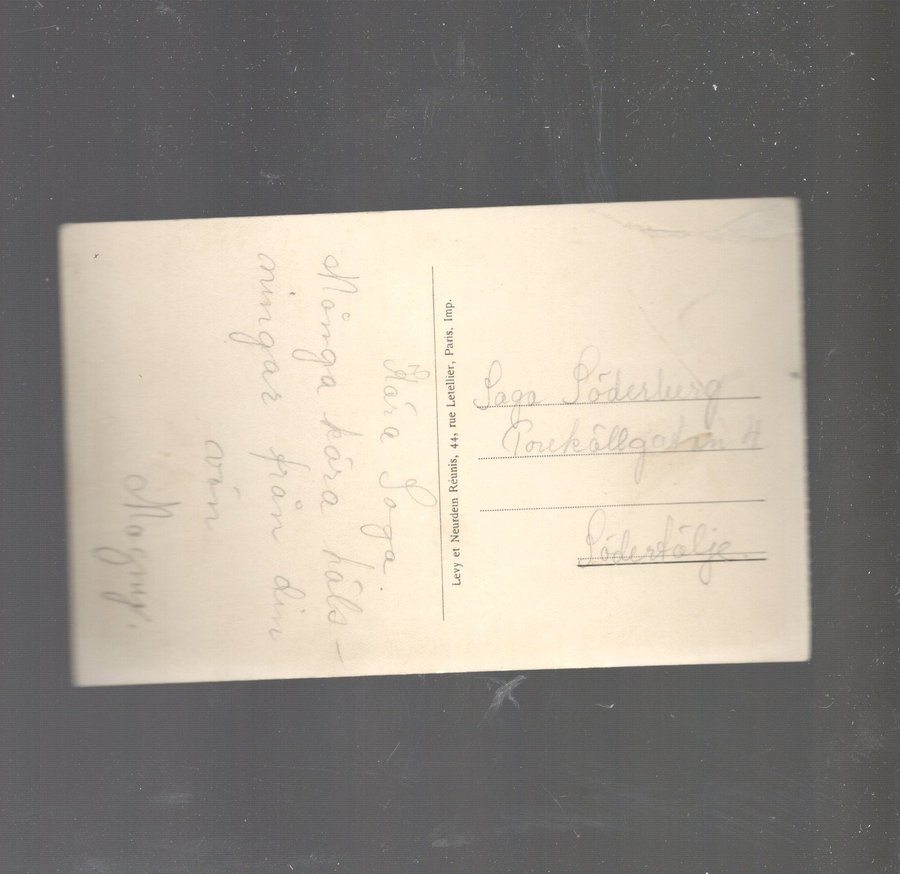 Kära Saga.
Många kära häls-
ningar från din
vän
Magny.
Levy et Neurdein Réunis, 44, rue Letellier, Paris, Imp.
Saga Söderberg
Torekällgatan 4
Södertälje.